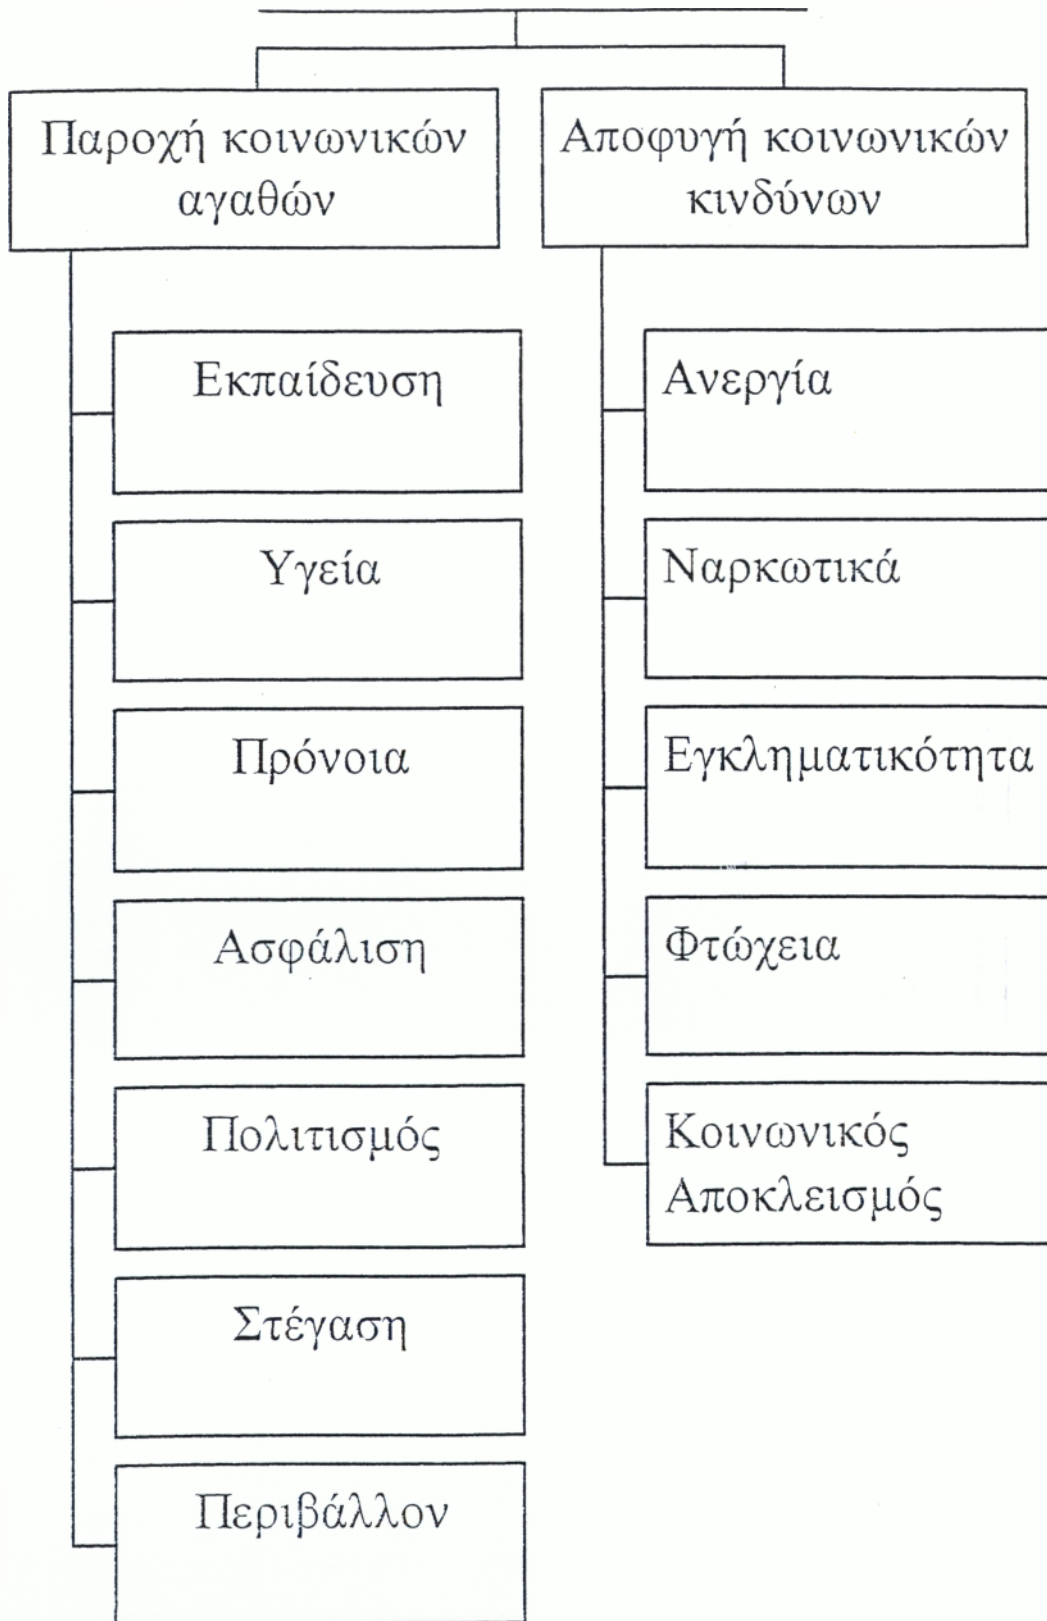 Παροχή κοινωνικών
αγαθών
Εκπαίδευση
Υγεία
Πρόνοια
Ασφάλιση
Πολιτισμός
Στέγαση
Περιβάλλον
Αποφυγή κοινωνικών
κινδύνων
Ανεργία
Ναρκωτικά
Εγκληματικότητα
Φτώχεια
Κοινωνικός
Αποκλεισμός